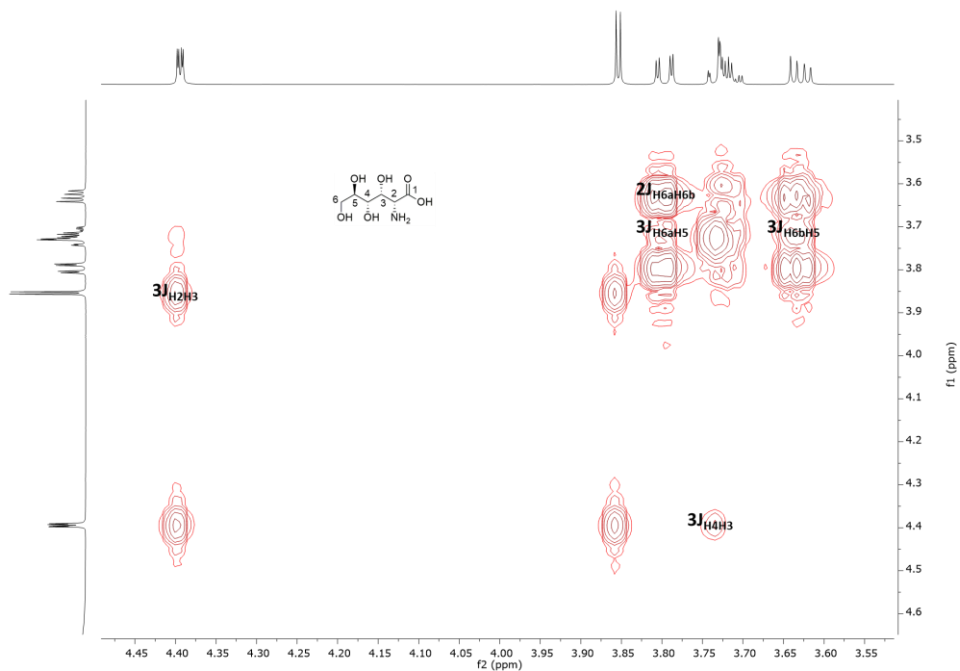 3.5
3.6
3.7
3.8
3.9
4.0
4.1
4.2
4.3
4.4
4.5
4.6
f1 (ppm)
OH OH O
6 4 2 1
5 3 OH
OH OH NH2
2J H6aH6b
3J H6aH5
3J H6bH5
3J H2H3
3J H4H3
4.45 4.40 4.35 4.30 4.25 4.20 4.15 4.10 4.05 4.00 3.95 3.90 3.85 3.80 3.75 3.70 3.65 3.60 3.55
f2 (ppm)